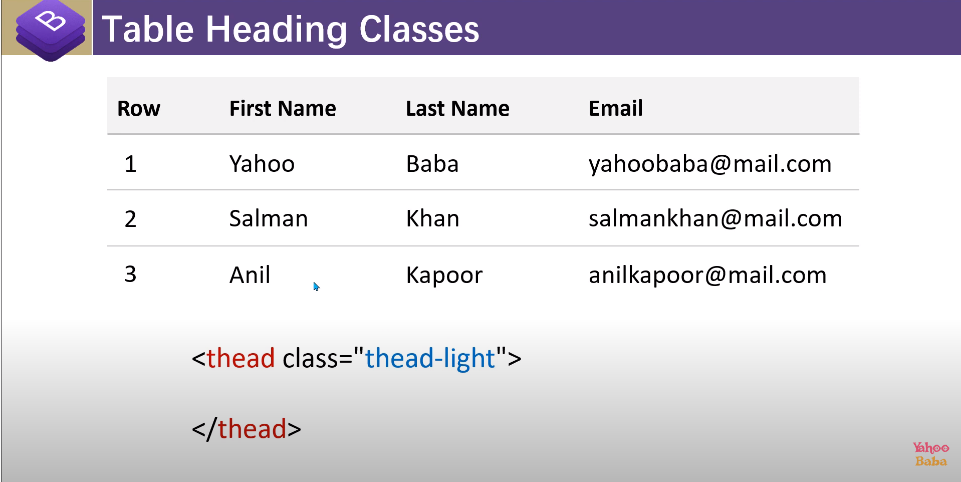 B
Table Heading Classes
Row First Name Last Name Email
1 Yahoo Baba yahoobaba@mail.com
2 Salman Khan salmankhan@mail.com
3 Anil Kapoor anilkapoor@mail.com
<thead class="thead-light">
</thead>
Yahoo
Baba